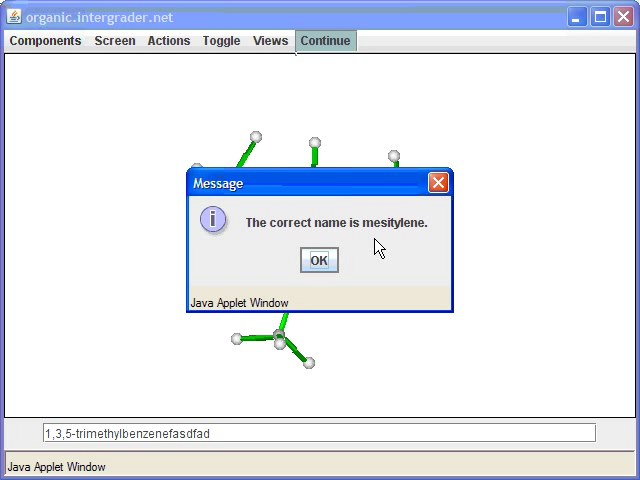 organic.intergrader.net
Components Screen Actions Toggle Views Continue
Message
The correct name is mesitylene.
OK
Java Applet Window
1,3,5-trimethylbenzenefasdfad
Java Applet Window